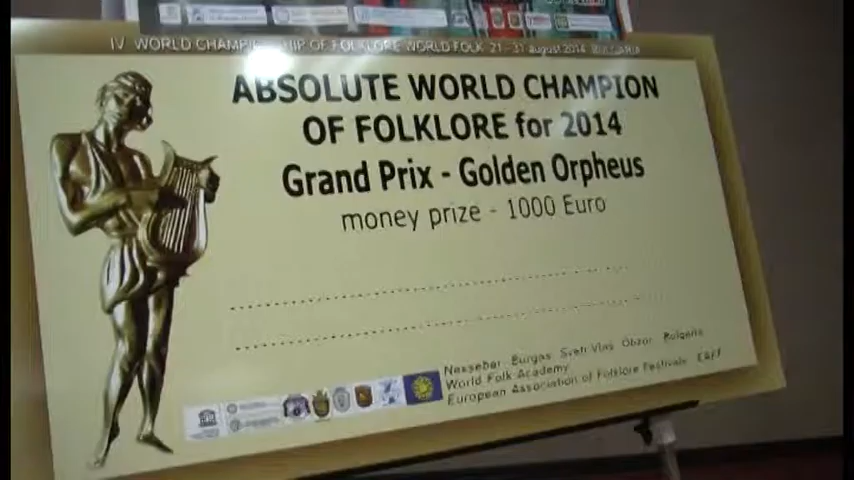 IV WORLD CHAMPIONSHIP OF FOLKLORE WORLD FOLK 21 - 31 august 2014 BULGARIA
ABSOLUTE WORLD CHAMPION
OF FOLKLORE for 2014
Grand Prix - Golden Orpheus
money prize - 1000 Euro
Nessebar Burgas Sveti Vlas Obzor Bulgaria
World Folk Academy
European Association of Folklore Festivals EAFF